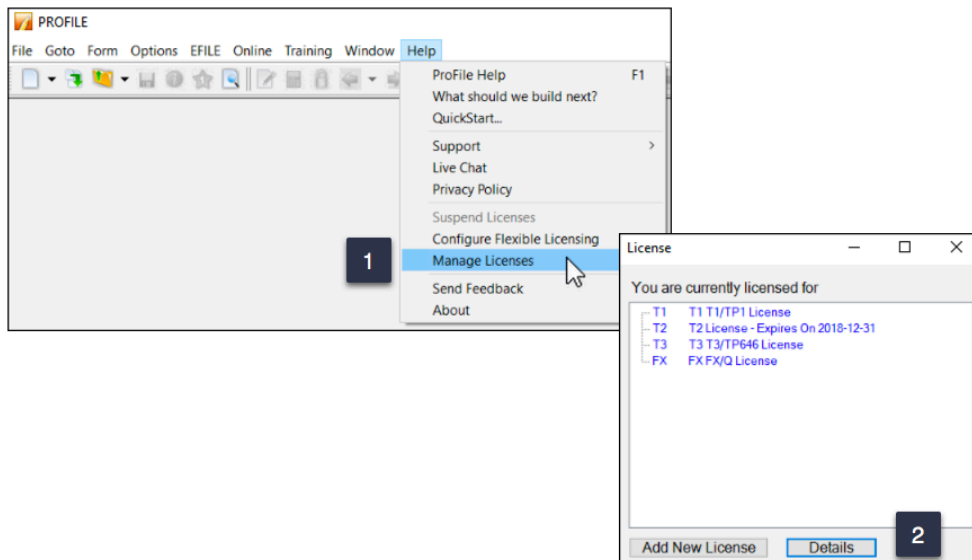 PROFILE
File Goto Form Options EFILE Online Training Window Help
ProFile Help F1
What should we build next?
QuickStart...
Support
Live Chat
Privacy Policy
Suspend Licenses
Configure Flexible Licensing
1
Manage Licenses
Send Feedback
About
License
You are currently licensed for
T1 T1 T1/TP1 License
T2 T2 License - Expires On 2018-12-31
T3 T3 T3/TP646 License
FX FX FX/Q License
2
Add New License Details